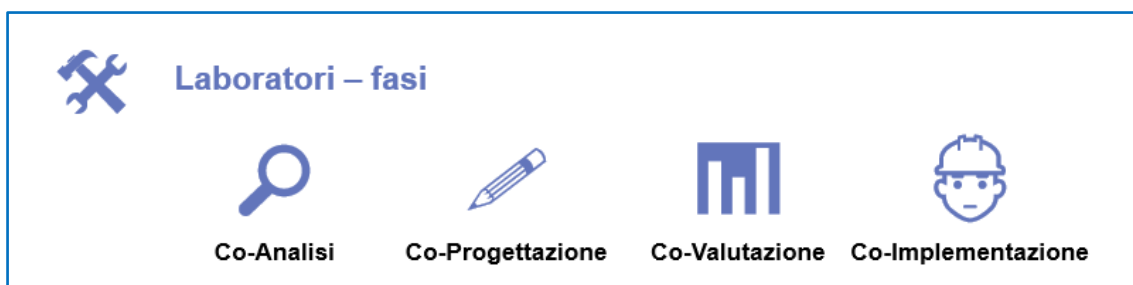 Laboratori – fasi
Co-Analisi Co-Progettazione Co-Valutazione Co-Implementazione